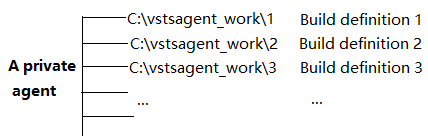 C:\vstsagent_work\1 Build definition 1
C:\vstsagent_work\2 Build definition 2
C:\vstsagent_work\3 Build definition 3
A private
agent
... ...